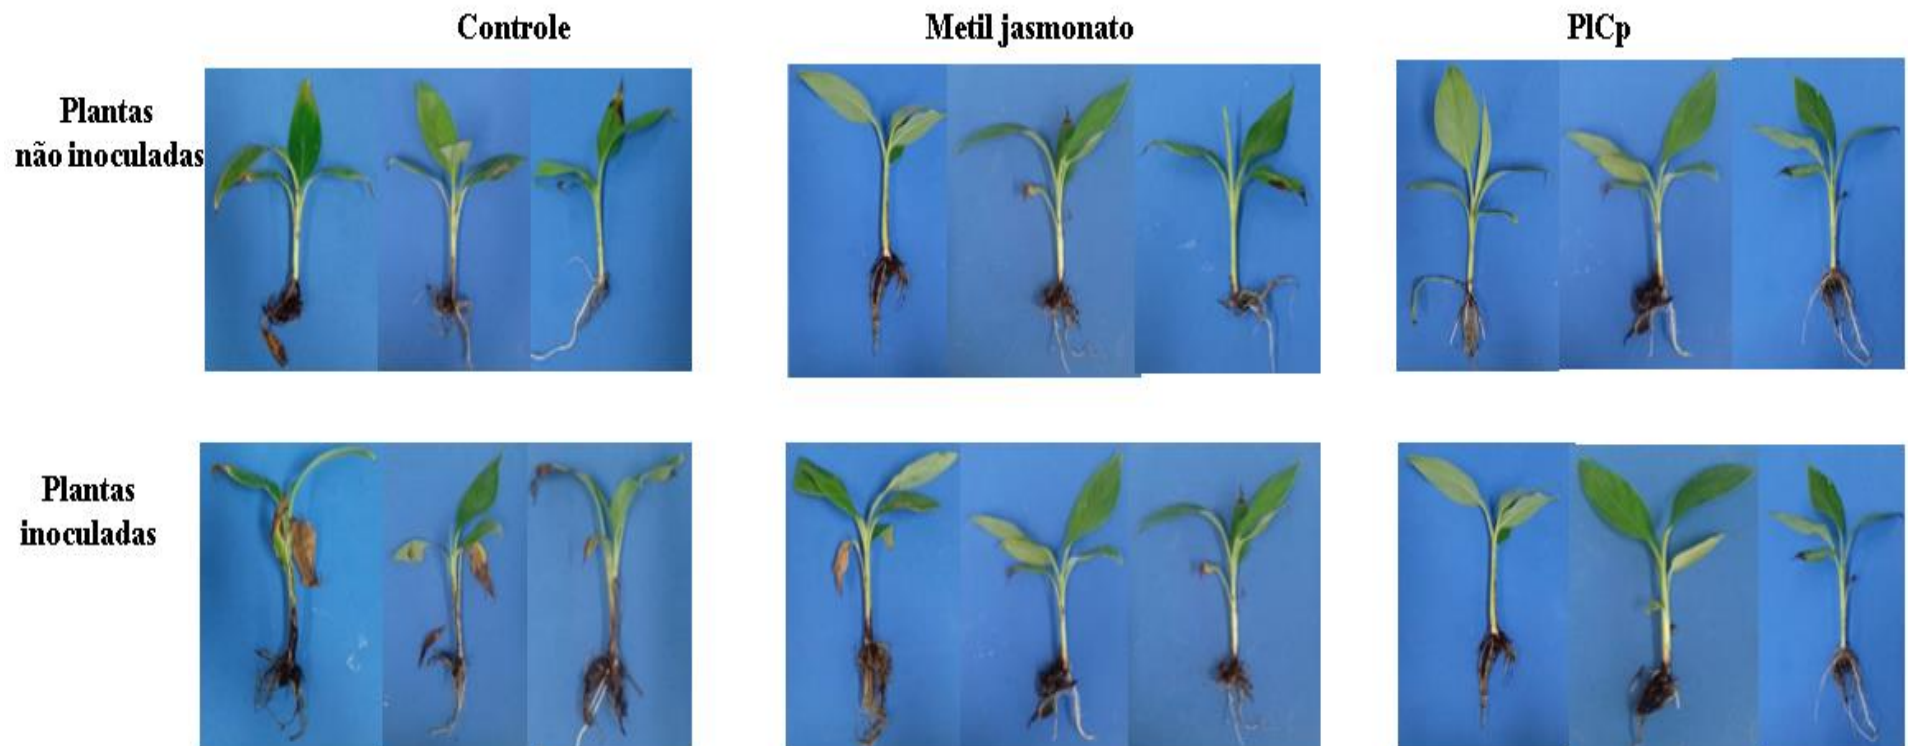 Controle
Metil jasmonato
PlCp
Plantas
não inoculadas
Plantas
inoculadas